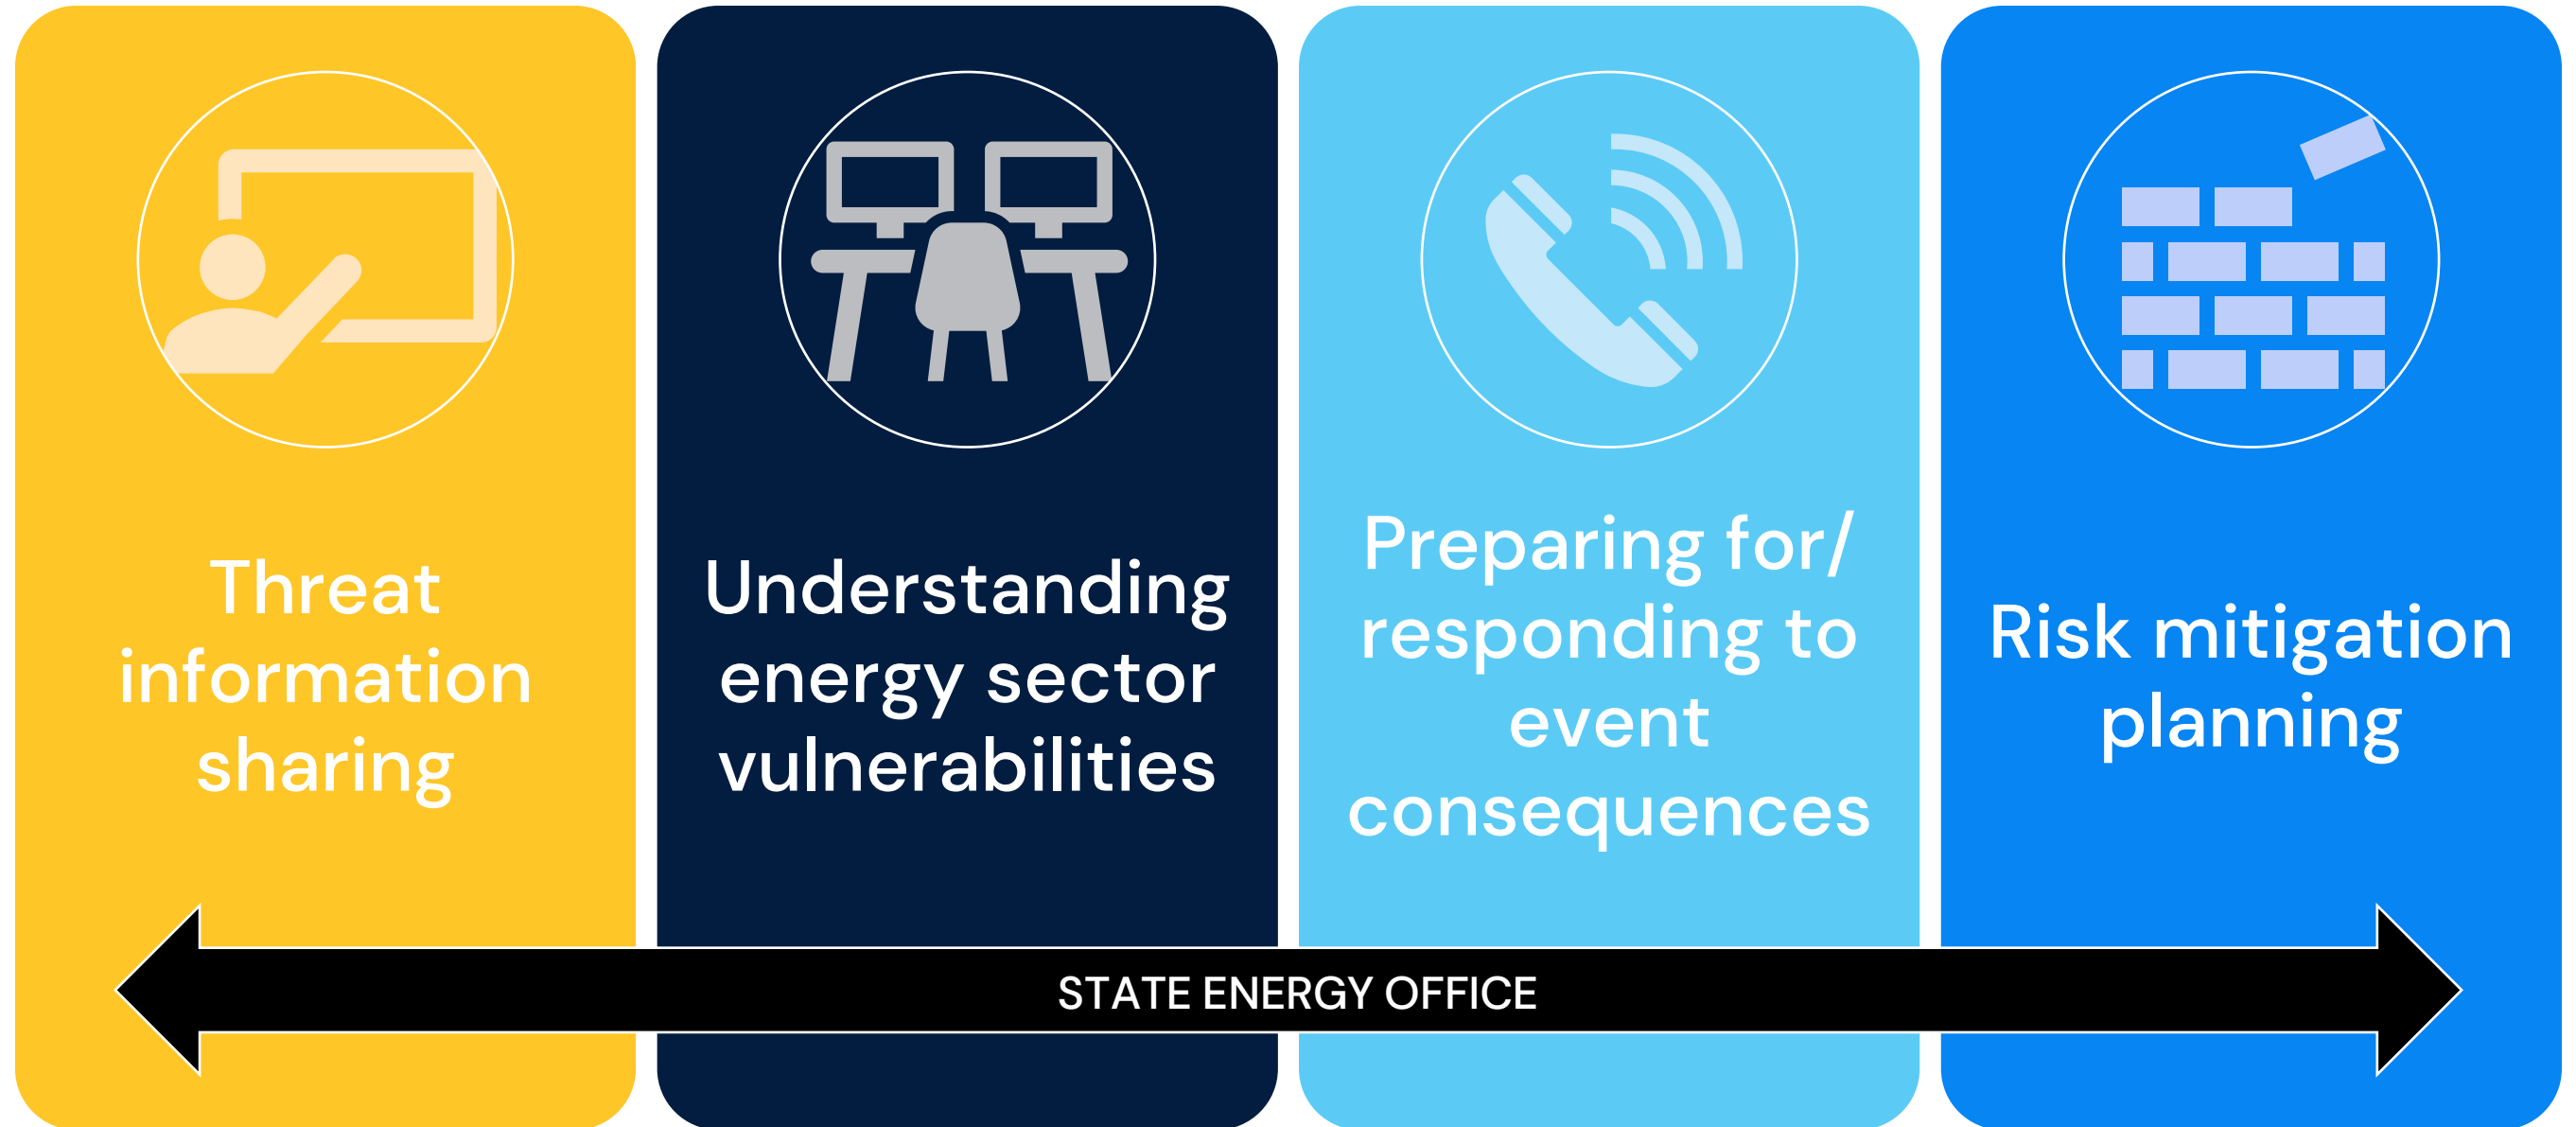 Threat
information
sharing
Understanding
energy sector
vulnerabilities
Preparing for/
responding to
event
consequences
Risk mitigation
planning
STATE ENERGY OFFICE